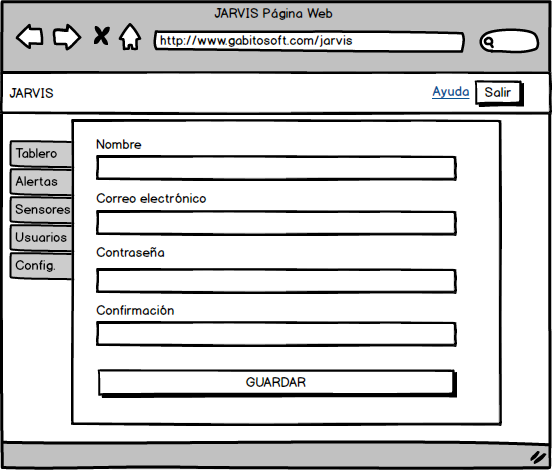 JARVIS Página Web
http://www.gabitosoft.com/jarvis
JARVIS
Ayuda
Salir
Tablero
Alertas
Sensores
Usuarios
Config.
Nombre
Correo electrónico
Contraseña
Confirmación
GUARDAR